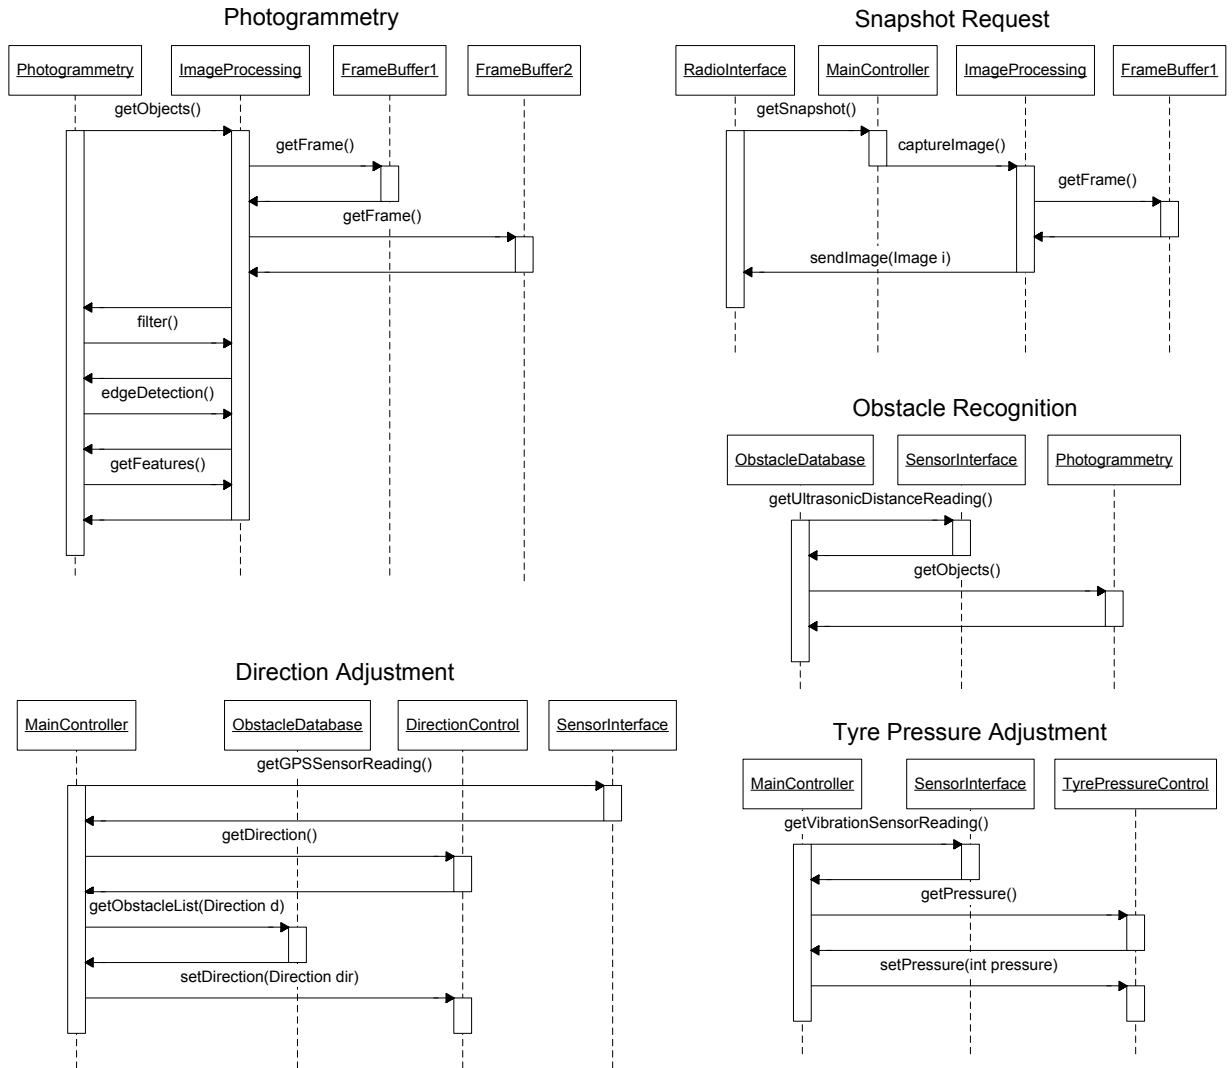 Photogrammetry
Photogrammetry
ImageProcessing
FrameBuffer1
FrameBuffer2
getObjects()
getFrame()
getFrame()
filter()
edgeDetection()
getFeatures()
Snapshot Request
RadioInterface
MainController
ImageProcessing
FrameBuffer1
getSnapshot()
captureImage()
getFrame()
sendImage(Image i)
Obstacle Recognition
ObstacleDatabase
SensorInterface
Photogrammetry
getUltrasonicDistanceReading()
getObjects()
Direction Adjustment
MainController
ObstacleDatabase
DirectionControl
SensorInterface
getGPSSensorReading()
getDirection()
getObstacleList(Direction d)
setDirection(Direction dir)
Tyre Pressure Adjustment
MainController
SensorInterface
TyrePressureControl
getVibrationSensorReading()
getPressure()
setPressure(int pressure)